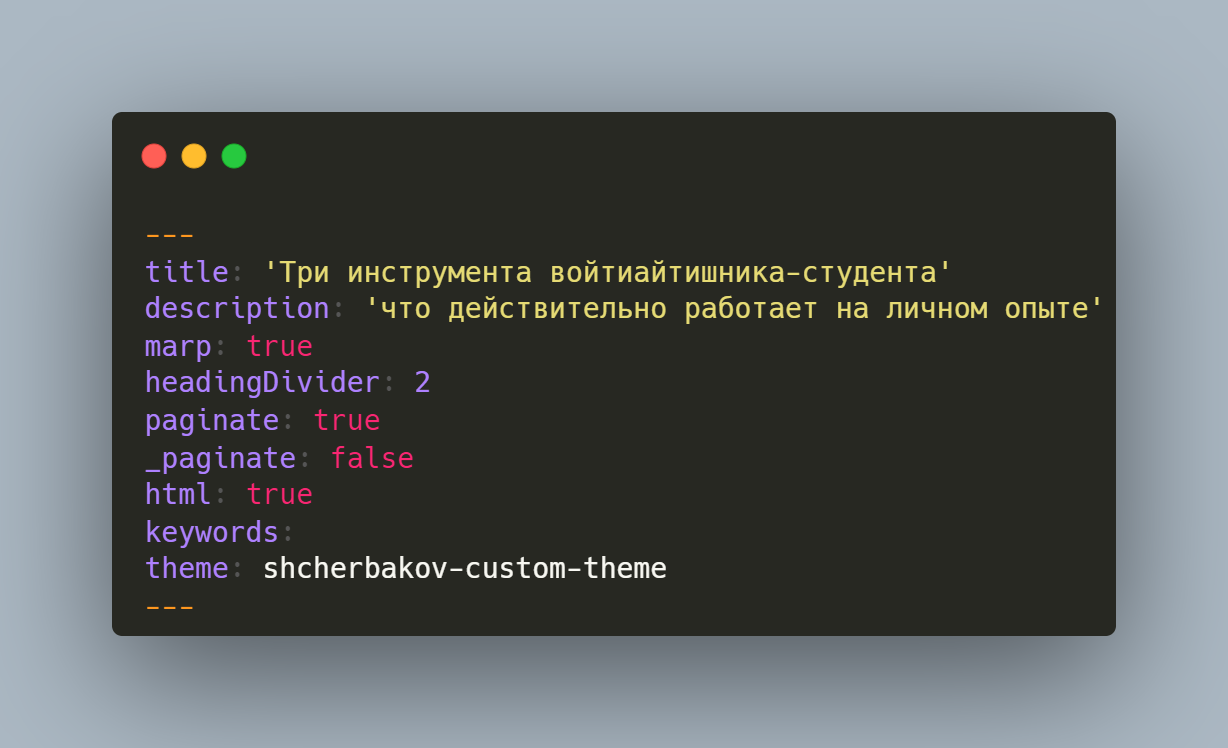 ---
title: 'Три инструмента войтиайтишника-студента'
description: 'что действительно работает на личном опыте'
marp: true
headingDivider: 2
paginate: true
_paginate: false
html: true
keywords:
theme: shcherbakov-custom-theme
---